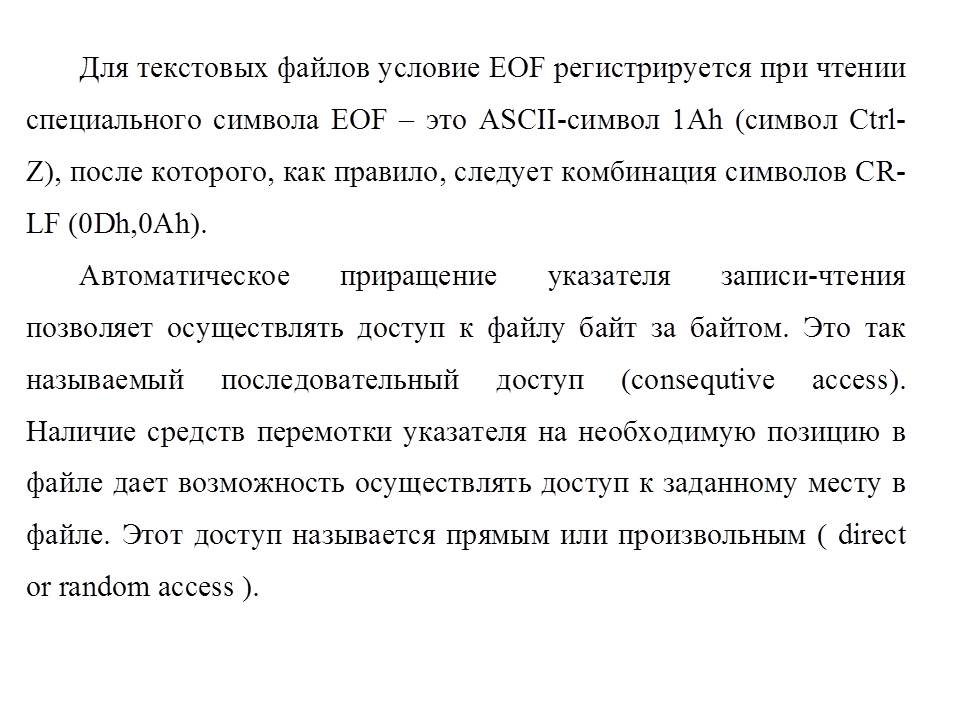 Для текстовых файлов условие EOF регистрируется при чтении
специального символа EOF – это ASCII-символ 1Ah (символ Ctrl-
Z), после которого, как правило, следует комбинация символов CR-
LF (0Dh,0Ah).
Автоматическое приращение указателя записи-чтения
позволяет осуществлять доступ к файлу байт за байтом. Это так
называемый последовательный доступ (consequtive access).
Наличие средств перемотки указателя на необходимую позицию в
файле дает возможность осуществлять доступ к заданному месту в
файле. Этот доступ называется прямым или произвольным ( direct
or random access ).